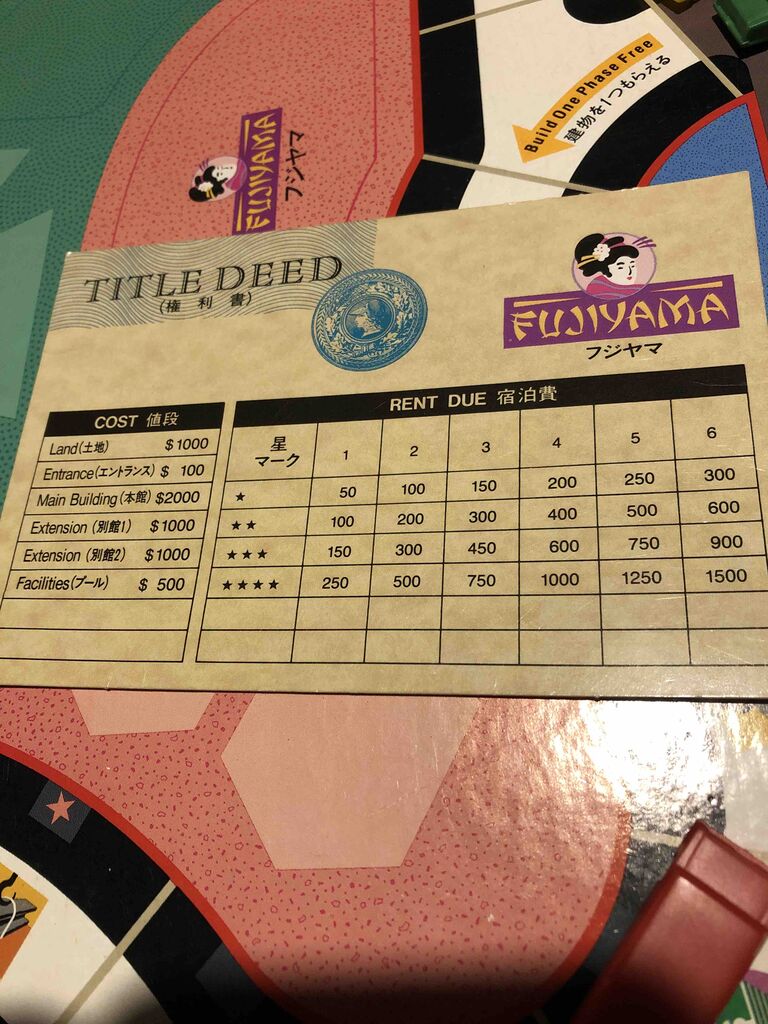 Build One Phase Free
建物を1つもらえる
FUJIYAMA
フジヤマ
TITLE DEED
(権利書)
FUJIYAMA
フジヤマ
COST 値段
Land(土地) $1000
Entrance(エントランス) $ 100
Main Building(本館) $2000
Extension (別館1) $1000
Extension (別館2) $1000
Facilities(プール) $ 500
RENT DUE 宿泊費
星
マーク 1 2 3 4 5 6
★ 50 100 150 200 250 300
★★ 100 200 300 400 500 600
★★★ 150 300 450 600 750 900
★★★★ 250 500 750 1000 1250 1500